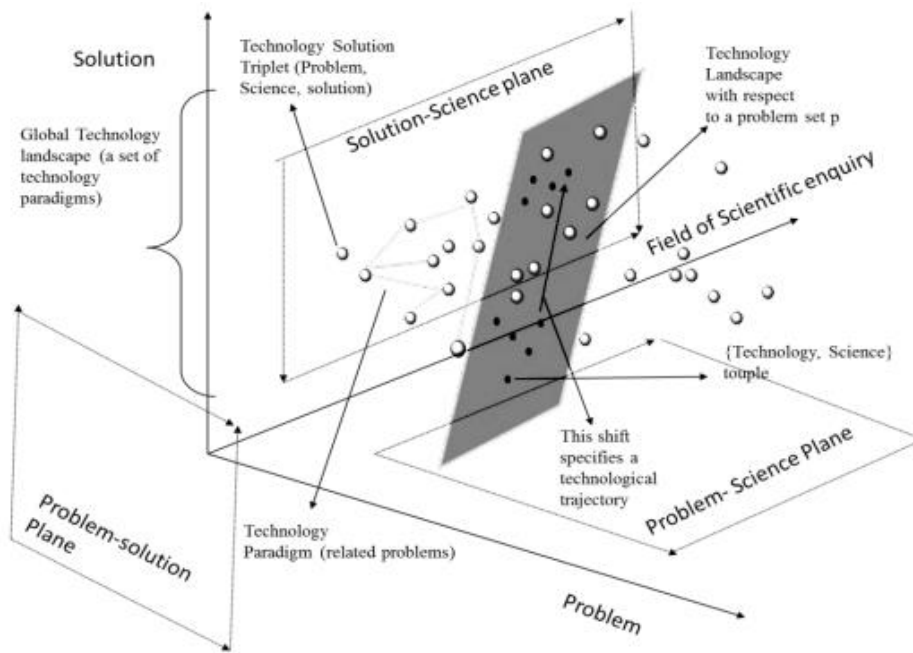 Solution
Technology Solution
Triplet (Problem,
Science, solution)
Technology
Landscape
with respect
to a problem set p
Solution-Science plane
Global Technology
landscape (a set of
technology
paradigms)
Field of Scientific enquiry
{Technology, Science}
touple
This shift
specifies a
technological
trajectory
Problem- Science Plane
Problem-solution
Plane
Technology
Paradigm (related problems)
Problem